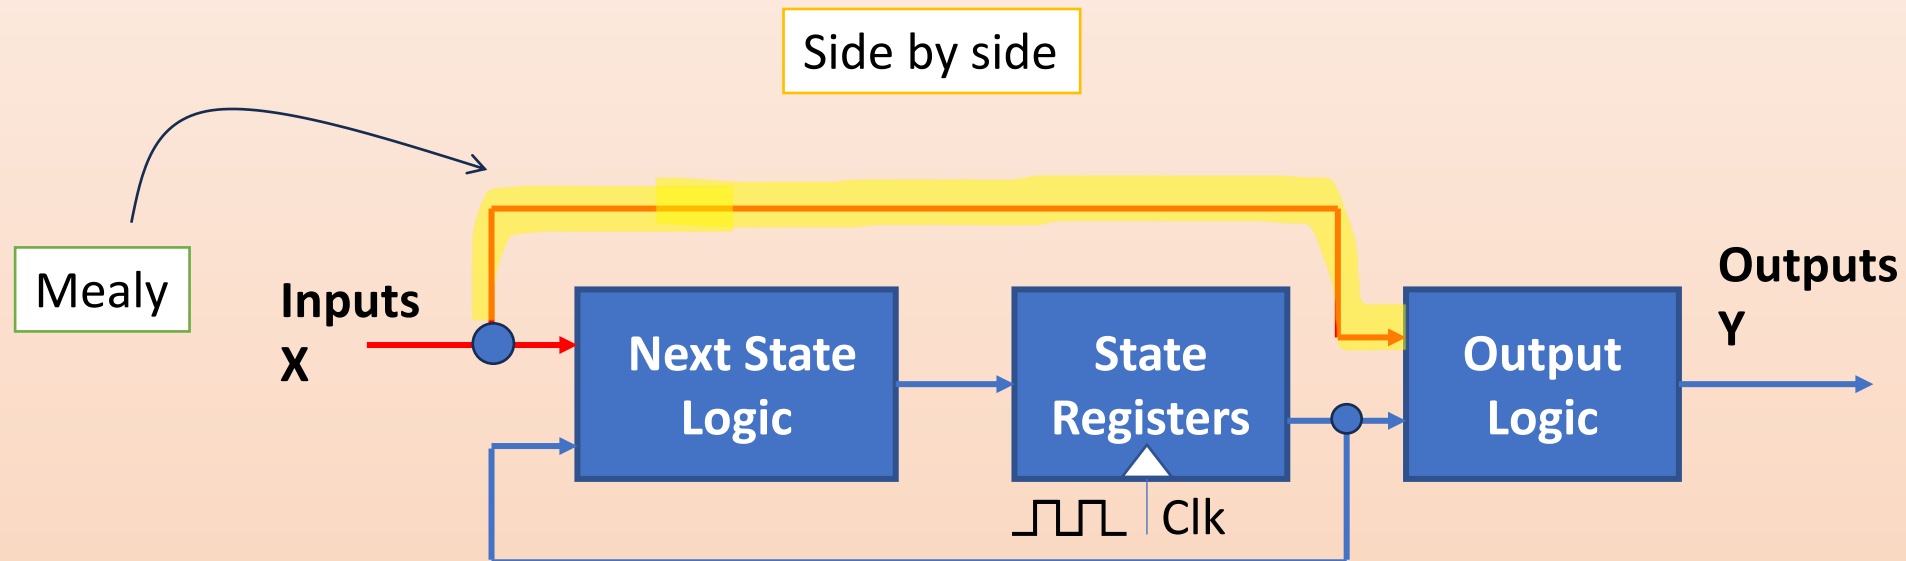 Side by side
Mealy
Inputs
X
Next State
Logic
State
Registers
Clk
Output
Logic
Outputs
Y